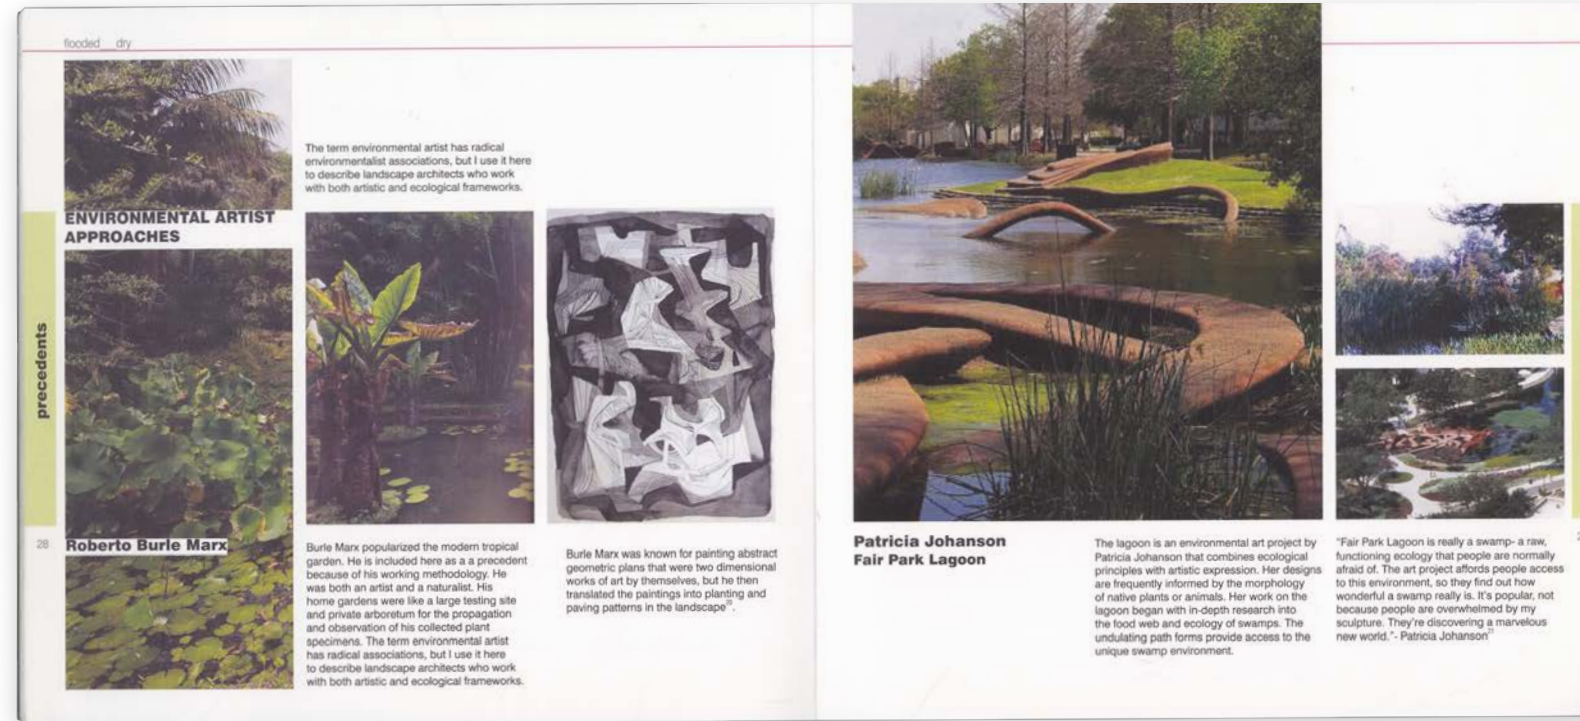 flooded__dry
The term environmental artist has radical
environmentalist associations, but I use it here
to describe landscape architects who work
with both artistic and ecological frameworks.
ENVIRONMENTAL ARTIST
APPROACHES
precedents
28
Roberto Burle Marx
Burle Marx popularized the modern tropical
garden. He is included here as a a precedent
because of his working methodology. He
was both an artist and a naturalist. His
home gardens were like a large testing site
and private arboretum for the propagation
and observation of his collected plant
specimens. The term environmental artist
has radical associations, but I use it here
to describe landscape architects who work
with both artistic and ecological frameworks.
Burle Marx was known for painting abstract
geometric plans that were two dimensional
works of art by themselves, but he then
translated the paintings into planting and
paving patterns in the landscape.
Patricia Johanson
Fair Park Lagoon
The lagoon is an environmental art project by
Patricia Johanson that combines ecological
principles with artistic expression. Her designs
are frequently informed by the morphology
of native plants or animals. Her work on the
lagoon began with in-depth research into
the food web and ecology of swamps. The
undulating path forms provide access to the
unique swamp environment.
"Fair Park Lagoon is really a swamp- a raw,
functioning ecology that people are normally
afraid of. The art project affords people access
to this environment, so they find out how
wonderful a swamp really is. It's popular, not
because people are overwhelmed by my
sculpture. They're discovering a marvelous
new world."- Patricia Johanson